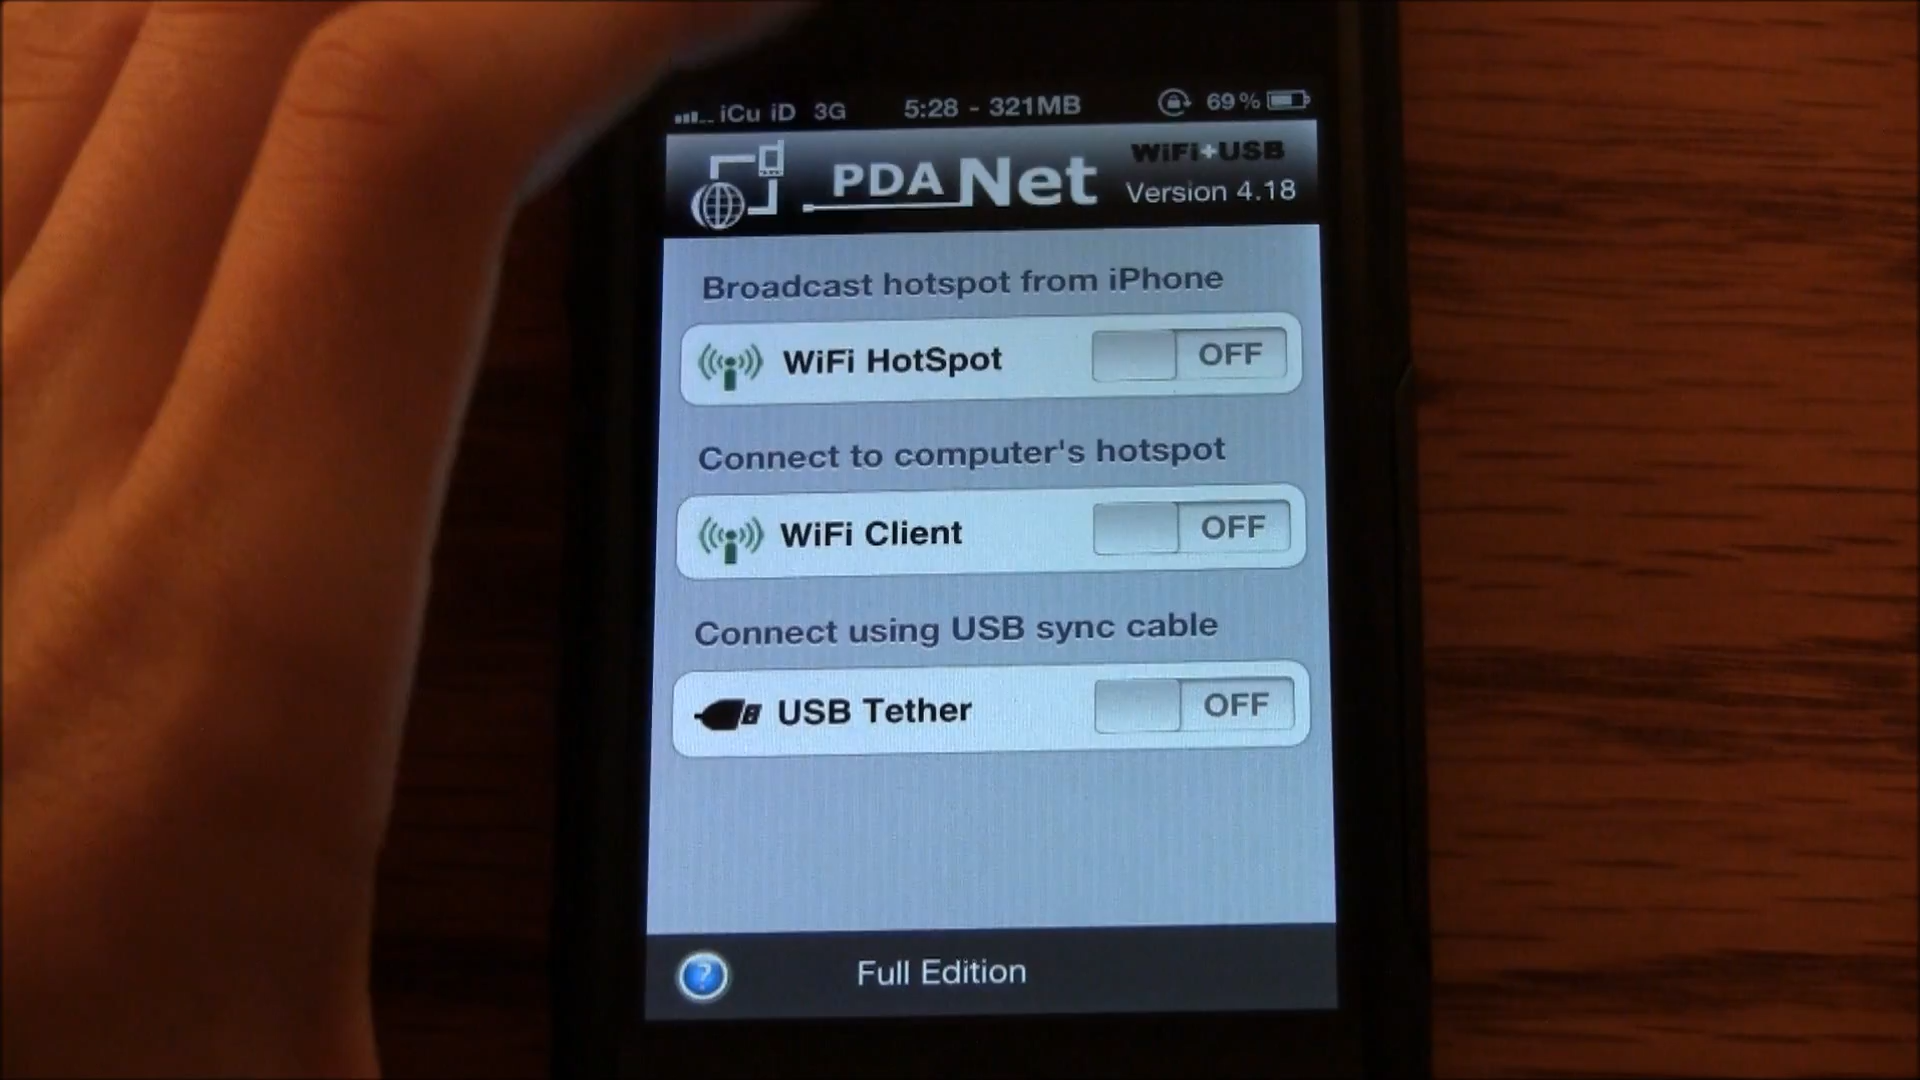 iCu iD 3G 5:28 - 321MB 69%
PDA Net WiFi+USB
Version 4.18
Broadcast hotspot from iPhone
WiFi HotSpot OFF
Connect to computer's hotspot
WiFi Client OFF
Connect using USB sync cable
USB Tether OFF
? Full Edition